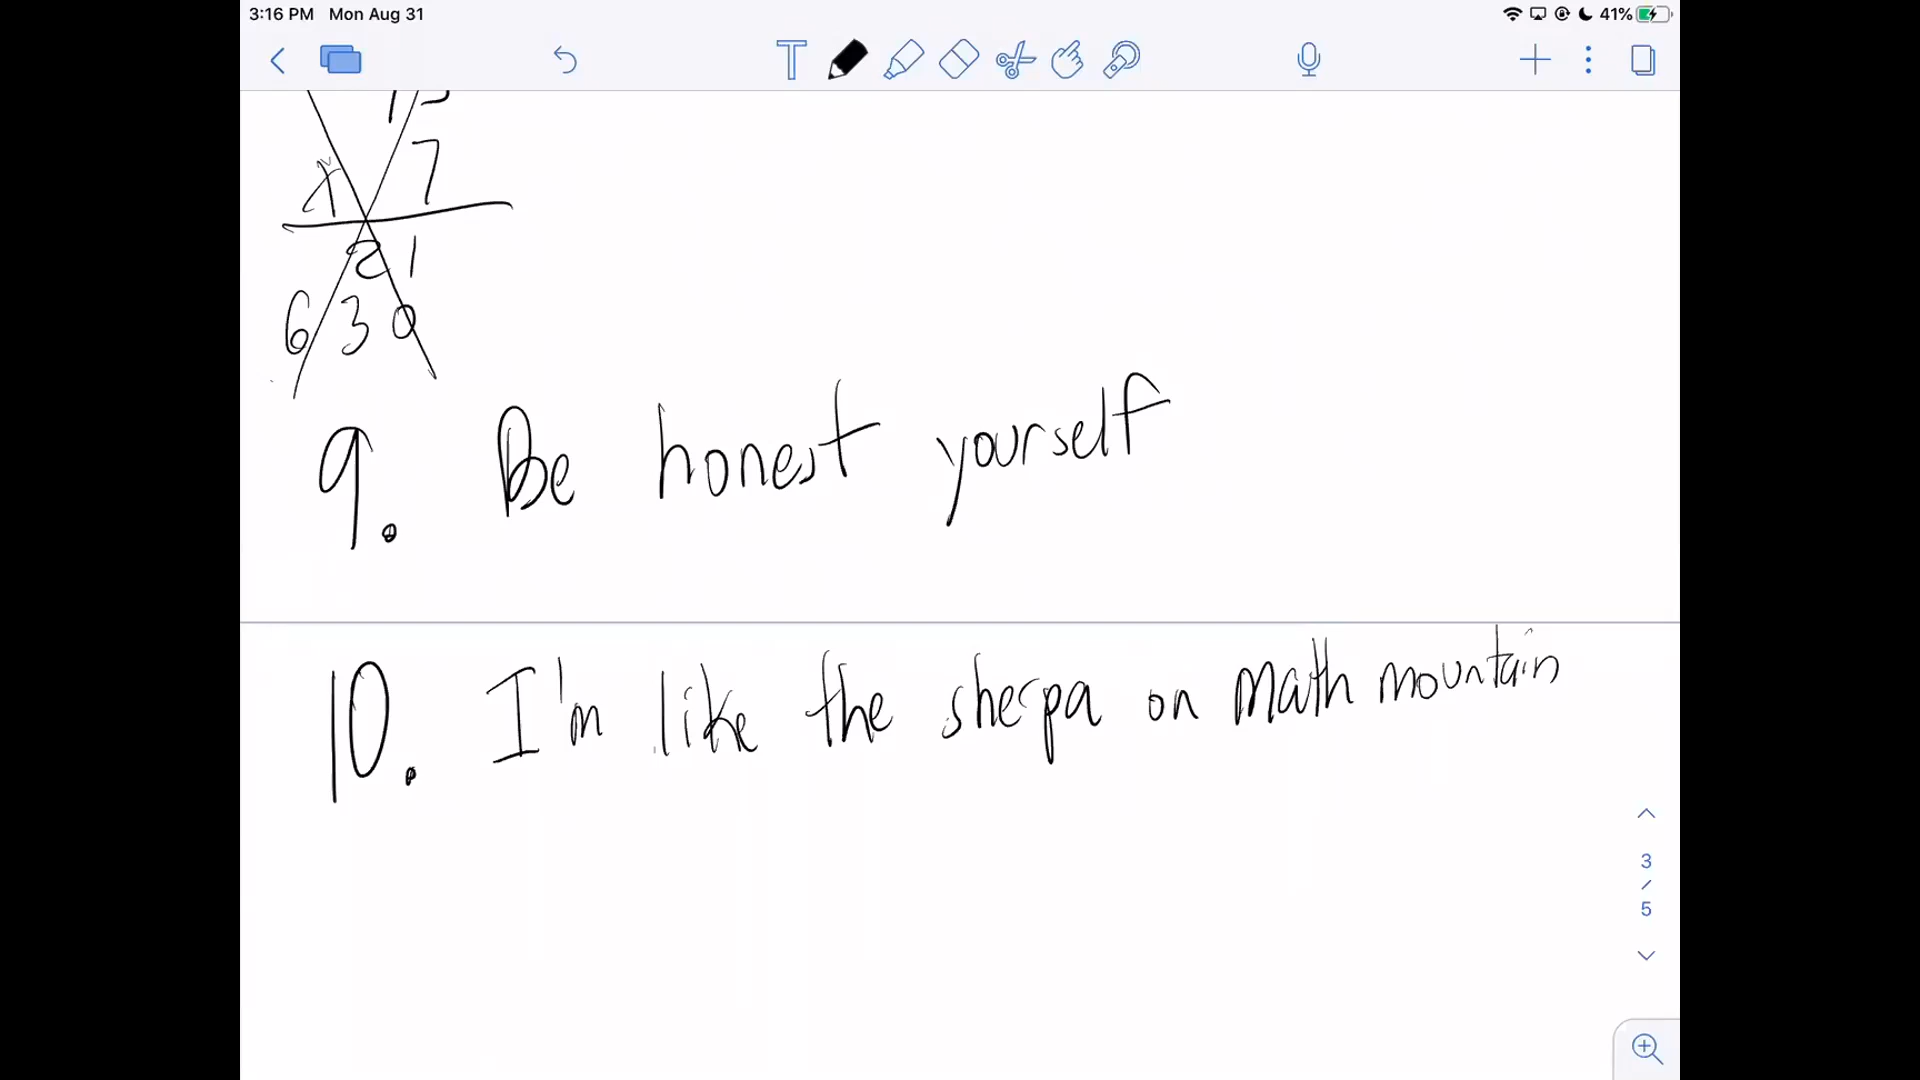 3:16 PM Mon Aug 31
41%
T
7
21
630
9. Be honest yourself
10. I'm like the sherpa on math mountain
3
/
5